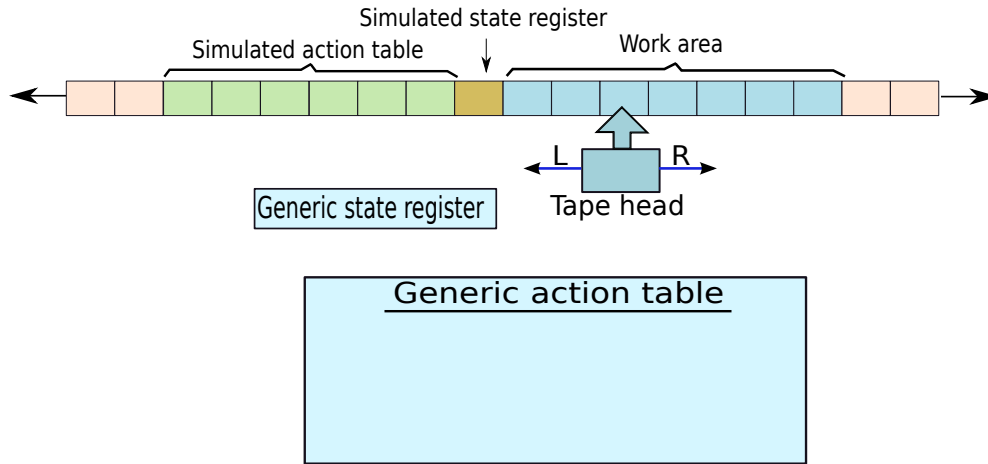 Simulated state register
Simulated action table
Work area
L
R
Tape head
Generic state register
Generic action table